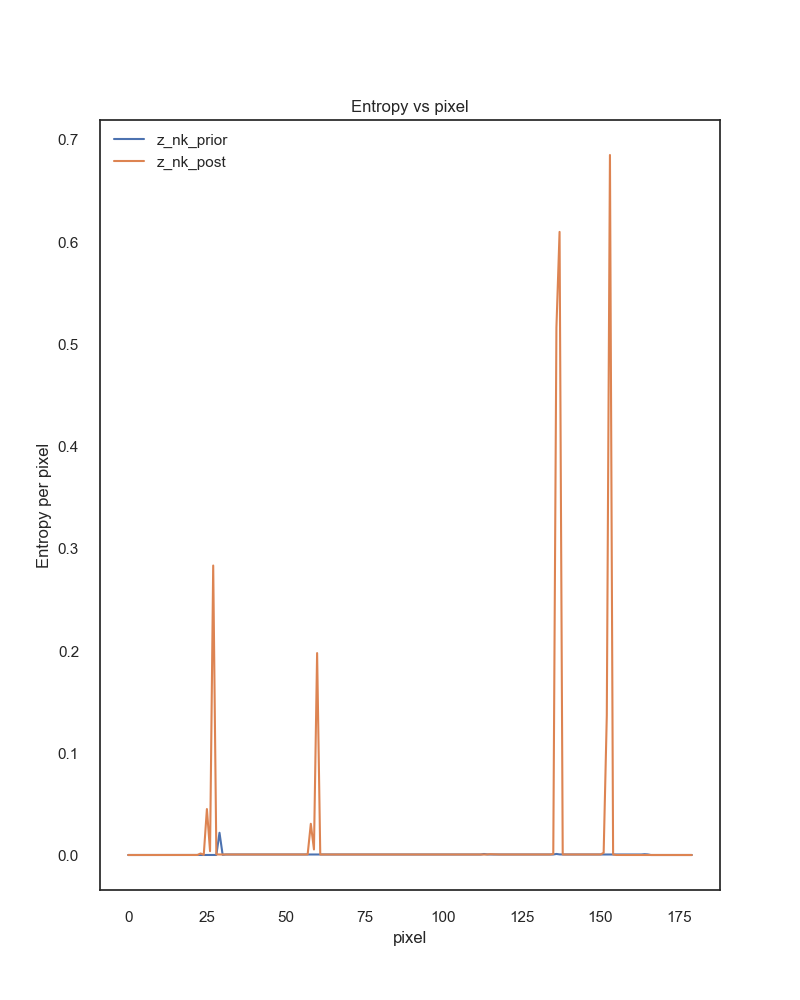 Entropy vs pixel
z_nk_prior
z_nk_post
Entropy per pixel
0.7
0.6
0.5
0.4
0.3
0.2
0.1
0.0
0 25 50 75 100 125 150 175
pixel